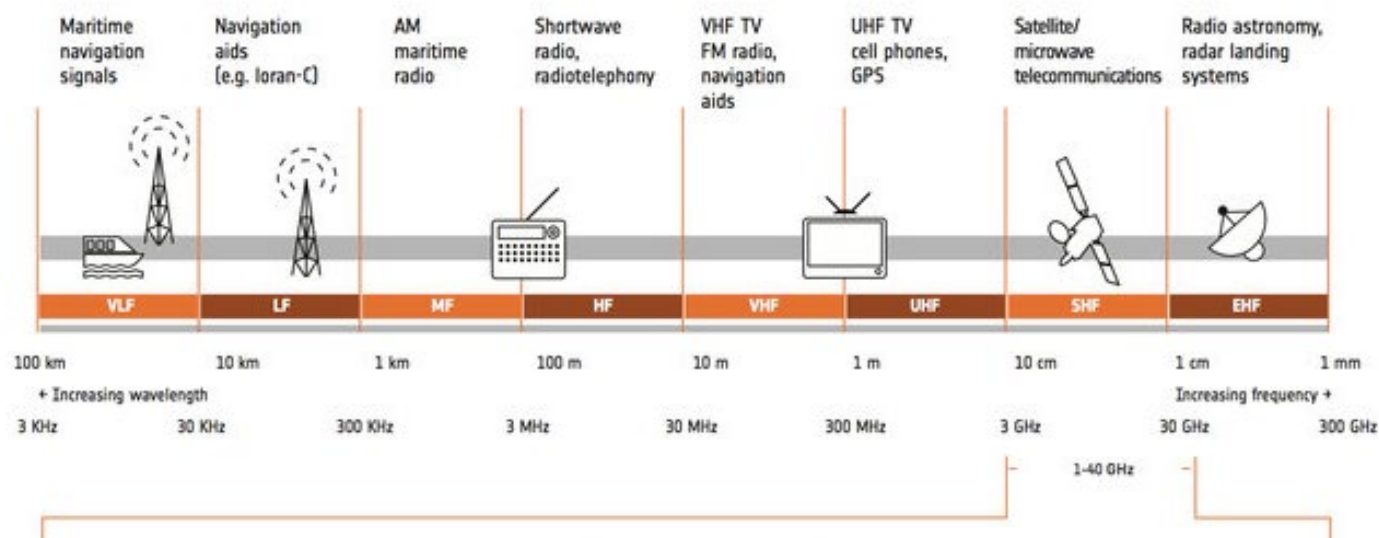 Maritime
navigation
signals
Navigation
aids
(e.g. loran-C)
AM
maritime
radio
Shortwave
radio,
radiotelephony
VHF TV
FM radio,
navigation
aids
UHF TV
cell phones,
GPS
Satellite/
microwave
telecommunications
Radio astronomy,
radar landing
systems
VLF LF MF HF VHF UHF SHF EHF
100 km 10 km 1 km 100 m 10 m 1 m 10 cm 1 cm 1 mm
← Increasing wavelength Increasing frequency →
3 KHz 30 KHz 300 KHz 3 MHz 30 MHz 300 MHz 3 GHz 30 GHz 300 GHz
1-40 GHz